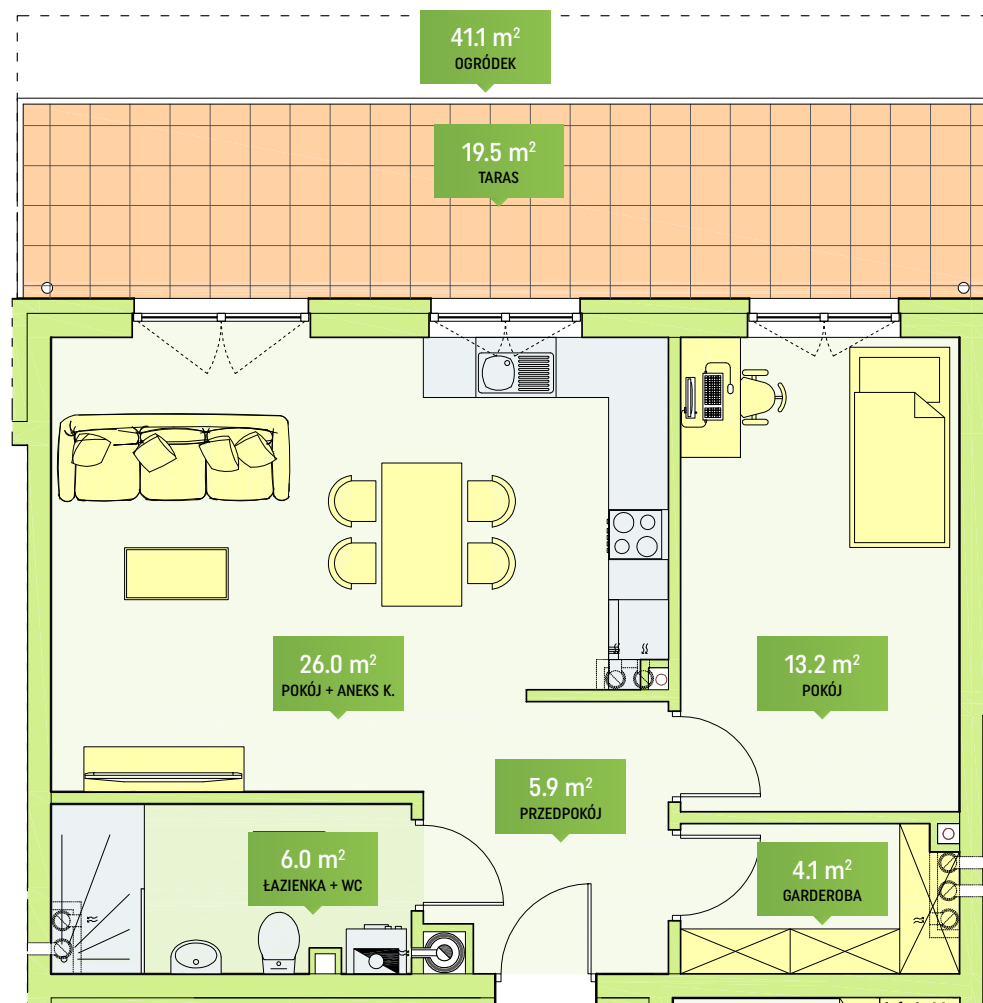 41.1 m²
OGRÓDEK
19.5 m²
TARAS
26.0 m²
POKÓJ + ANEKS K.
13.2 m²
POKÓJ
5.9 m²
PRZEDPOKÓJ
6.0 m²
ŁAZIENKA + WC
4.1 m²
GARDEROBA